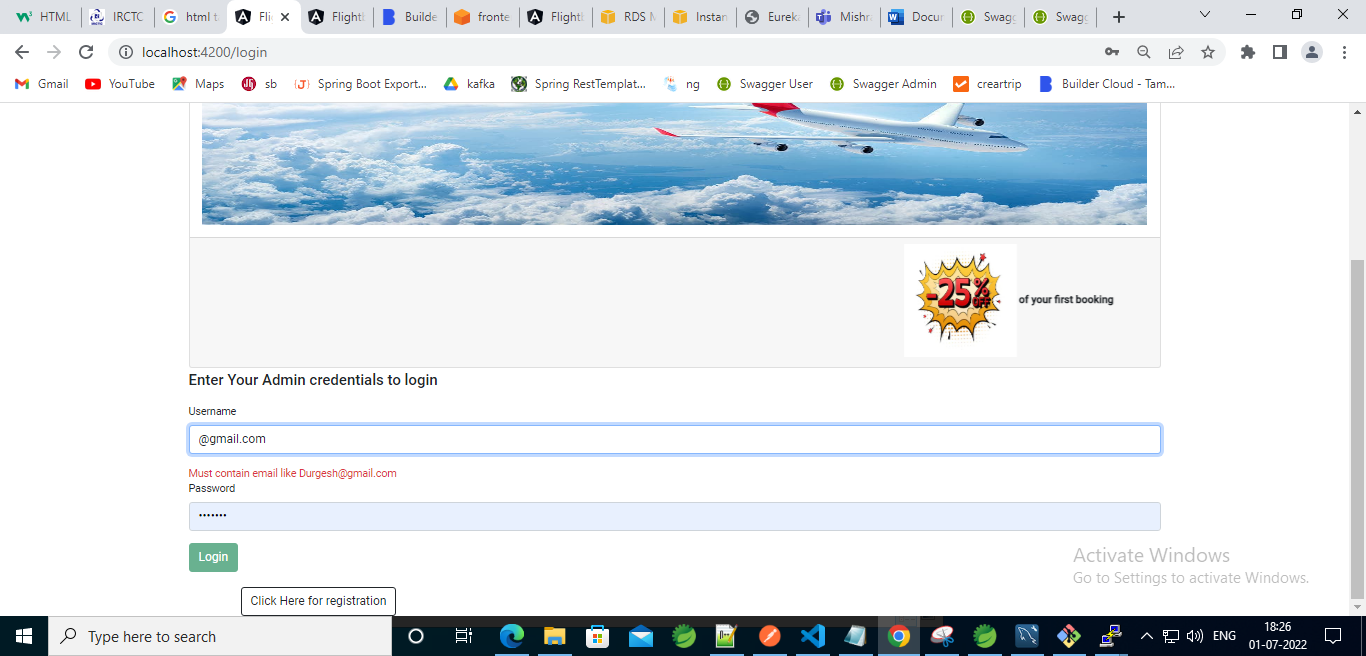 HTML
IRCTC
html t
Fli
Flight
Builde
fronte
Flight
RDS
Instan
Eurek
Mishr
Docur
Swag
Swag
localhost:4200/login
Gmail
YouTube
Maps
sb
Spring Boot Export...
kafka
Spring RestTemplat...
ng
Swagger User
Swagger Admin
creartrip
Builder Cloud - Tam...
-25%
OFF
of your first booking
Enter Your Admin credentials to login
Username
@gmail.com
Must contain email like Durgesh@gmail.com
Password
•••••••
Login
Click Here for registration
Activate Windows
Go to Settings to activate Windows.
Type here to search
ENG
18:26
01-07-2022